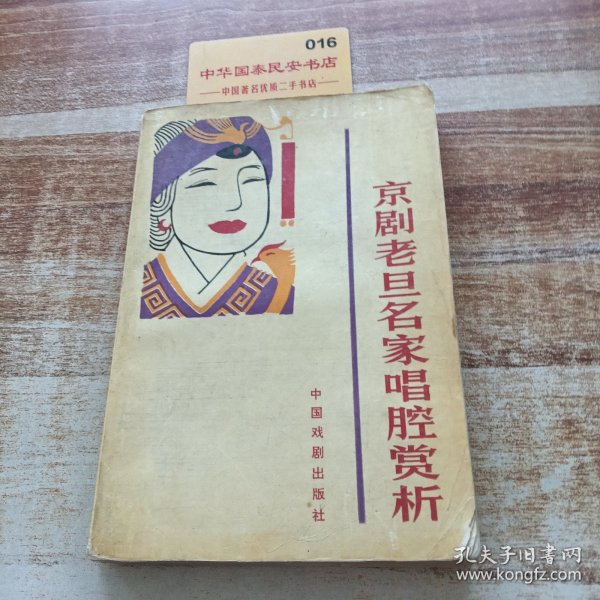 016
中华国泰民安书店
中国著名优质二手书店
京剧老旦名家唱腔赏析
中国戏剧出版社
孔夫子旧书网
www.kongfz.com